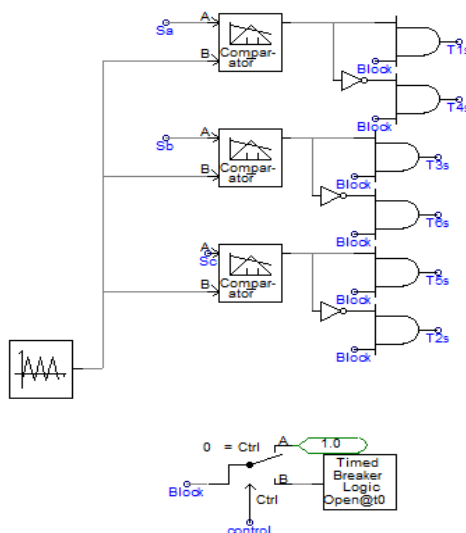 A
Sa
B
Compar-
ator
Block
T1s
T4s
Block
A
Sb
B
Compar-
ator
Block
T3s
T6s
Block
A
Sc
B
Compar-
ator
Block
T5s
T2s
Block
0 = Ctrl
A
1.0
B
Timed
Breaker
Logic
Open@t0
Block
Ctrl
control